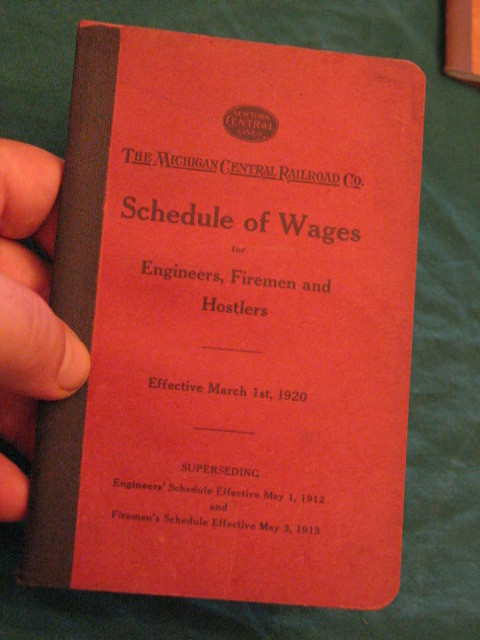 NEW YORK
CENTRAL
LINES
THE MICHIGAN CENTRAL RAILROAD CO.
Schedule of Wages
for
Engineers, Firemen and
Hostlers
Effective March 1st, 1920
SUPERSEDING
Engineers' Schedule Effective May 1, 1912
and
Firemen's Schedule Effective May 3, 1913